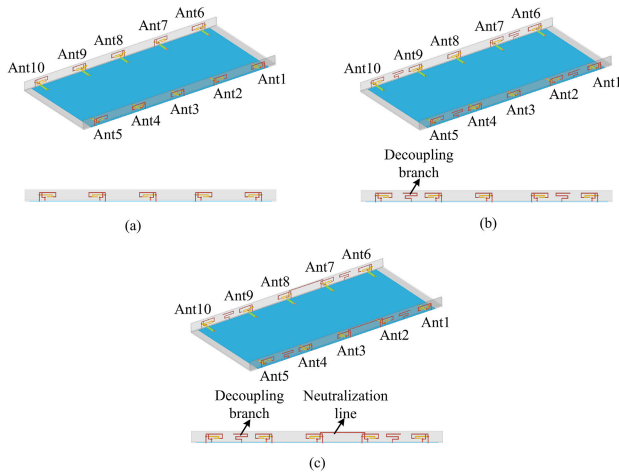 Ant6
Ant7
Ant8
Ant9
Ant10
Ant1
Ant2
Ant3
Ant4
Ant5
(a)
Ant6
Ant7
Ant8
Ant9
Ant10
Ant1
Ant2
Ant3
Ant4
Ant5
Decoupling
branch
(b)
Ant6
Ant7
Ant8
Ant9
Ant10
Ant1
Ant2
Ant3
Ant4
Ant5
Decoupling
branch
Neutralization
line
(c)